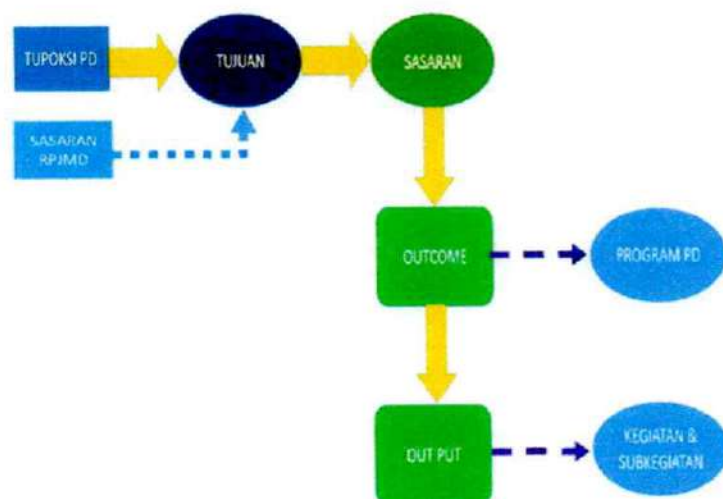 TUPOKSI PD
TUJUAN
SASARAN
SASARAN
RPJMD
OUTCOME
PROGRAM PD
OUT PUT
KEGIATAN &
SUBKEGIATAN